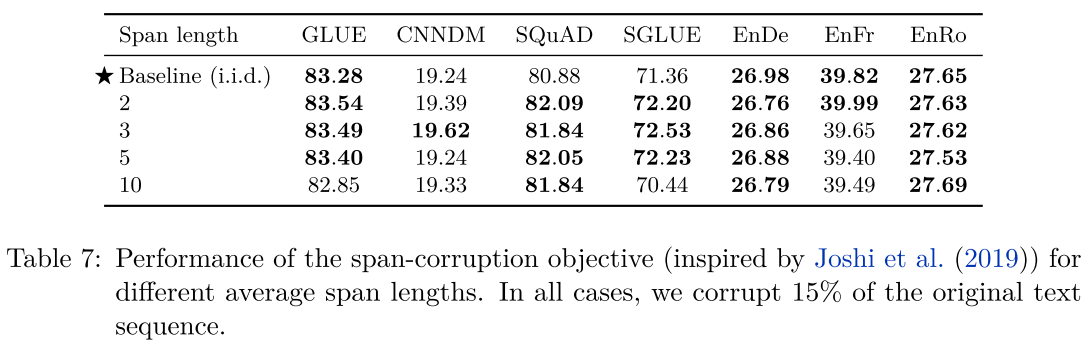 Span length GLUE CNNDM SQuAD SGLUE EnDe EnFr EnRo
★ Baseline (i.i.d.) 83.28 19.24 80.88 71.36 26.98 39.82 27.65
2 83.54 19.39 82.09 72.20 26.76 39.99 27.63
3 83.49 19.62 81.84 72.53 26.86 39.65 27.62
5 83.40 19.24 82.05 72.23 26.88 39.40 27.53
10 82.85 19.33 81.84 70.44 26.79 39.49 27.69
Table 7: Performance of the span-corruption objective (inspired by Joshi et al. (2019)) for
different average span lengths. In all cases, we corrupt 15% of the original text
sequence.